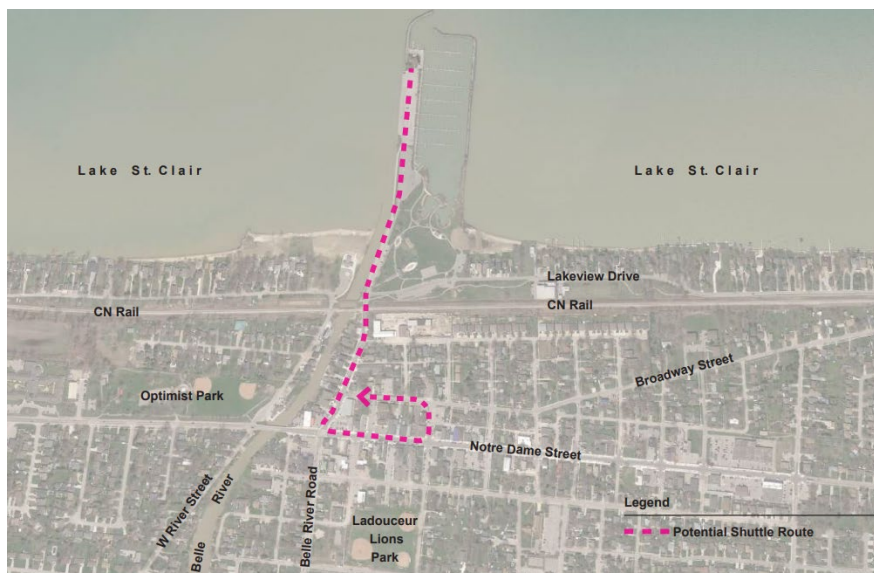 Lake St. Clair
Lake St. Clair
Lakeview Drive
CN Rail
CN Rail
Broadway Street
Optimist Park
Notre Dame Street
W River Street
Belle River
Belle River Road
Ladouceur
Lions
Park
Legend
Potential Shuttle Route